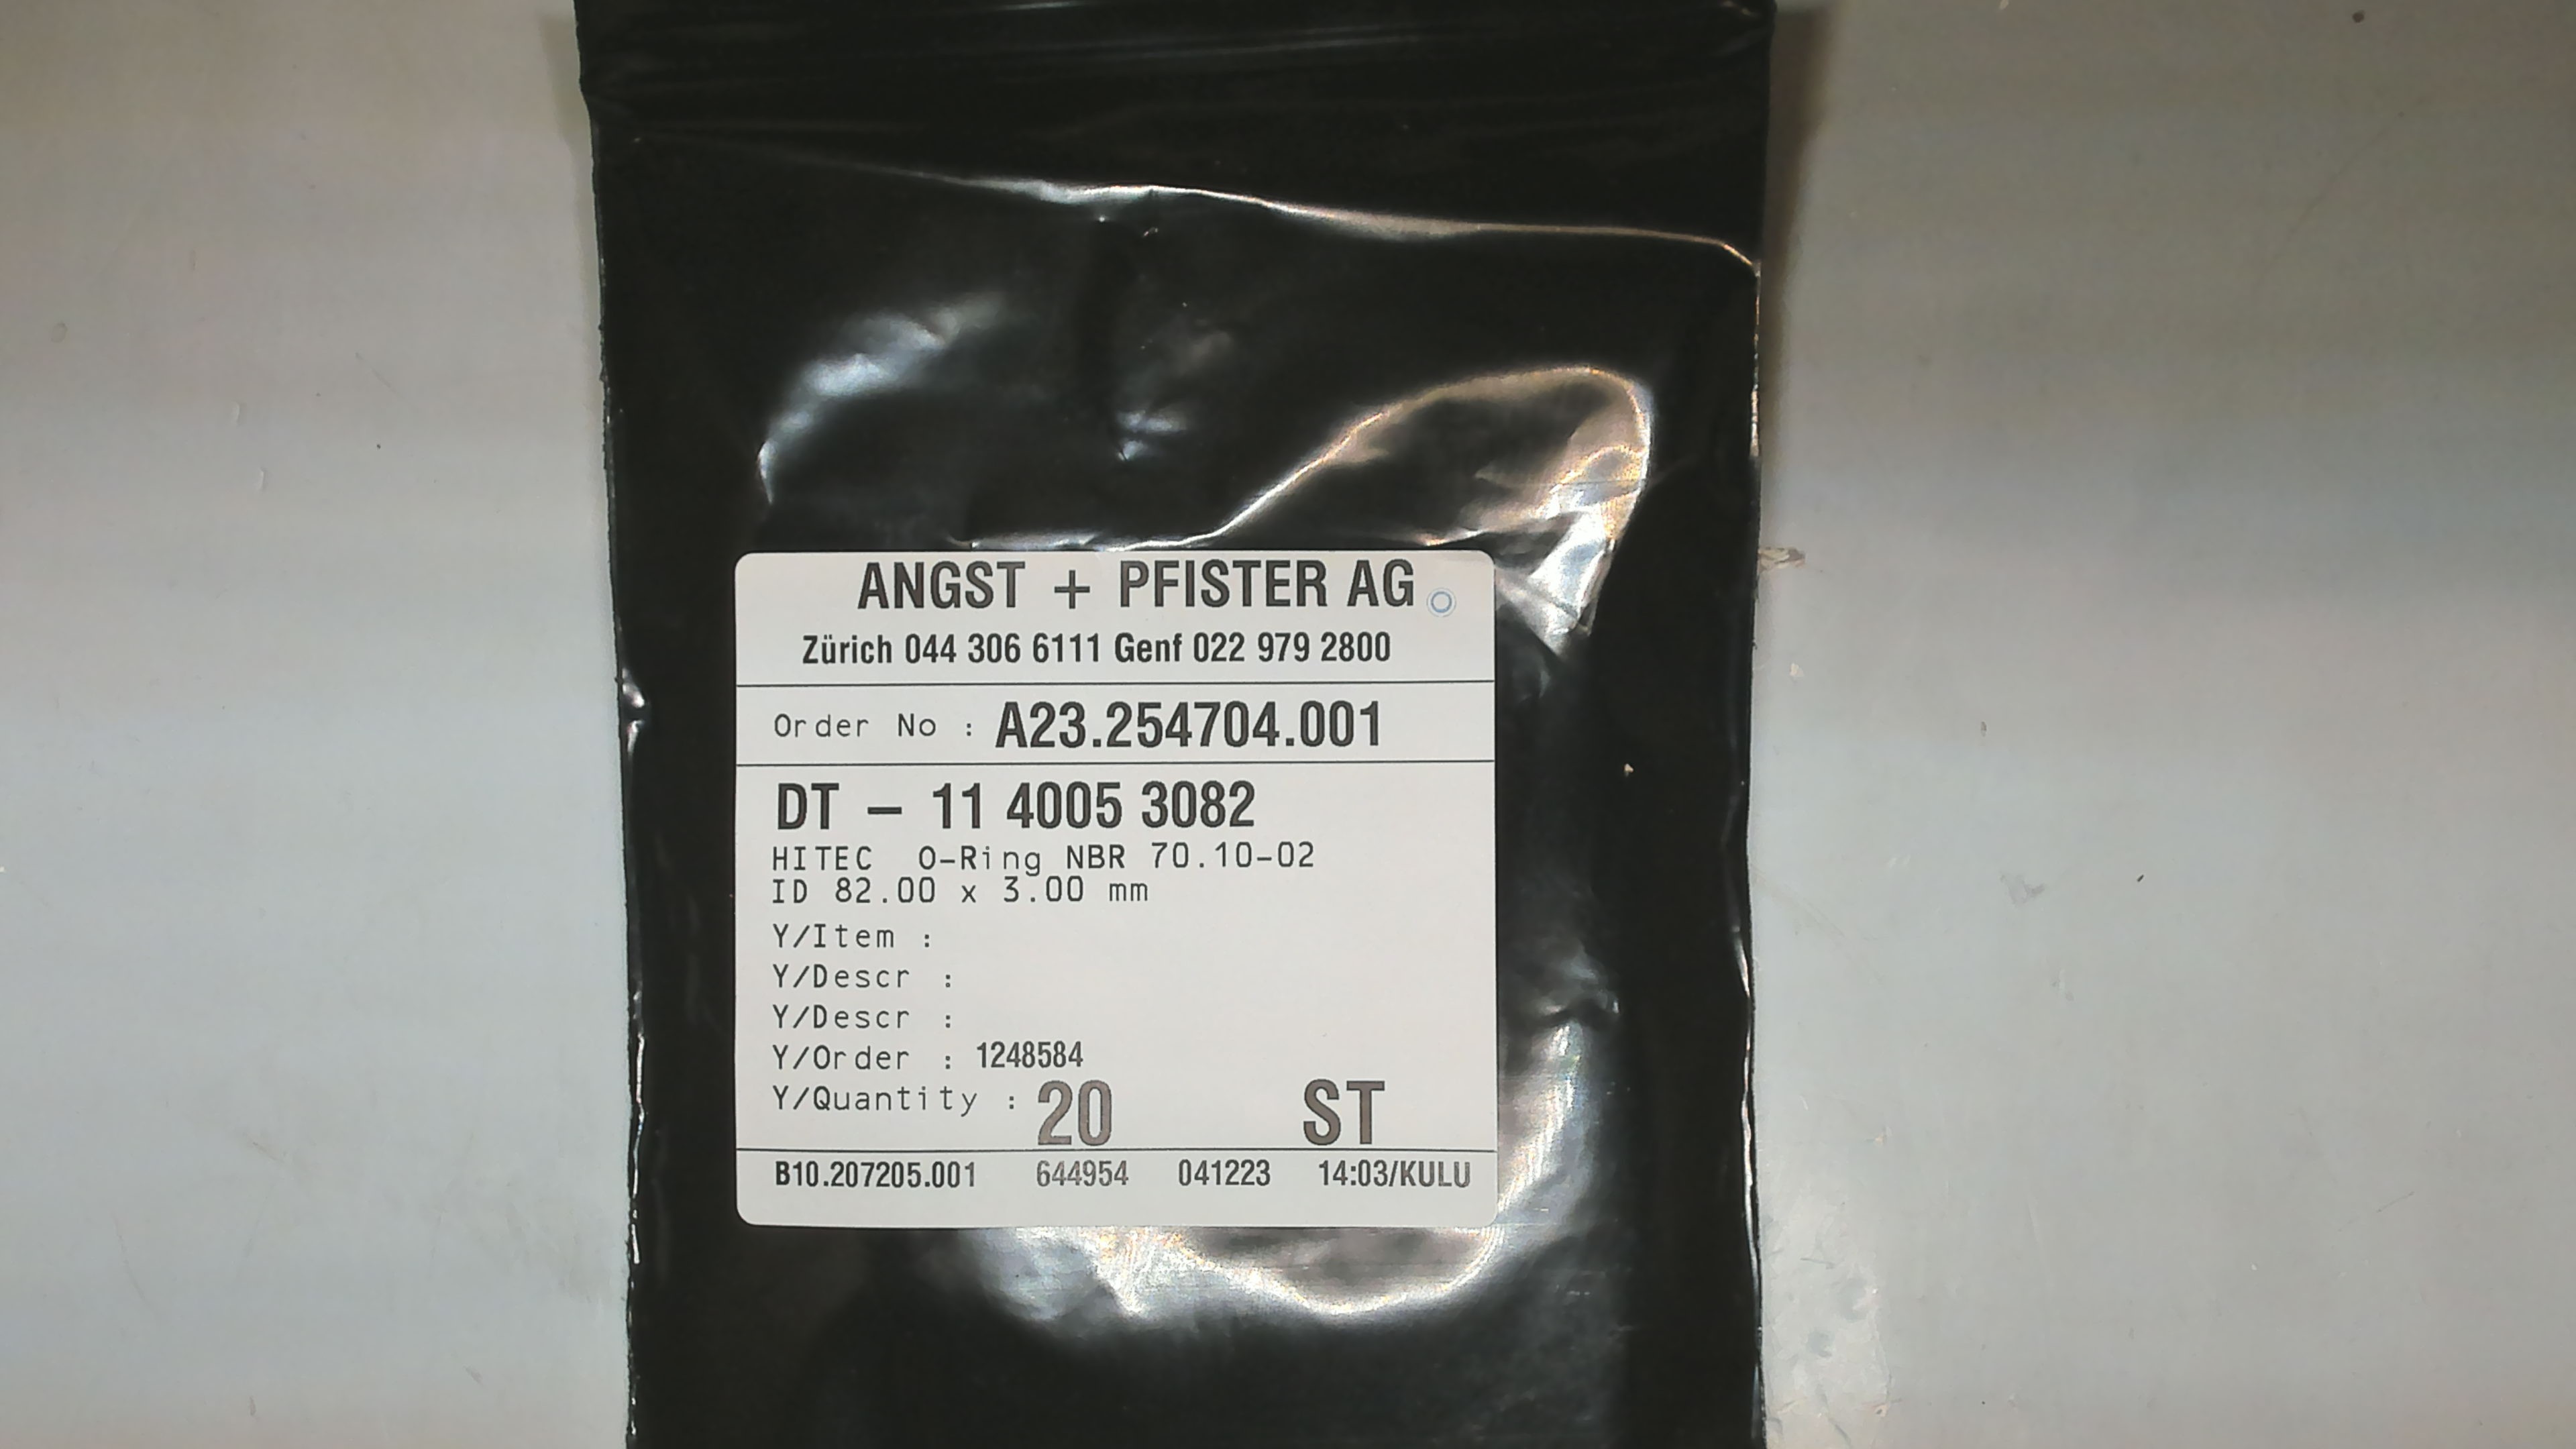 ANGST + PFISTER AG
Zürich 044 306 6111 Genf 022 979 2800
Order No : A23.254704.001
DT – 11 4005 3082
HITEC O-Ring NBR 70.10-02
ID 82.00 x 3.00 mm
Y/Item :
Y/Descr :
Y/Descr :
Y/Order : 1248584
Y/Quantity : 20 ST
B10.207205.001 644954 041223 14:03/KULU